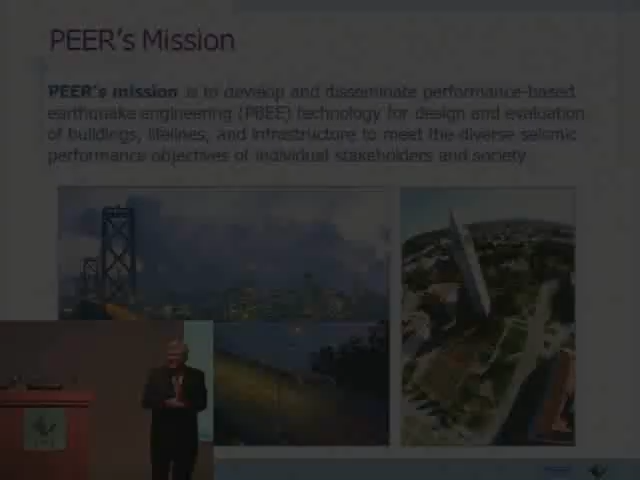 PEER's Mission
PEER's mission is to develop and disseminate performance-based
earthquake engineering (PBEE) technology for design and evaluation
of buildings, lifelines, and infrastructure to meet the diverse seismic
performance objectives of individual stakeholders and society